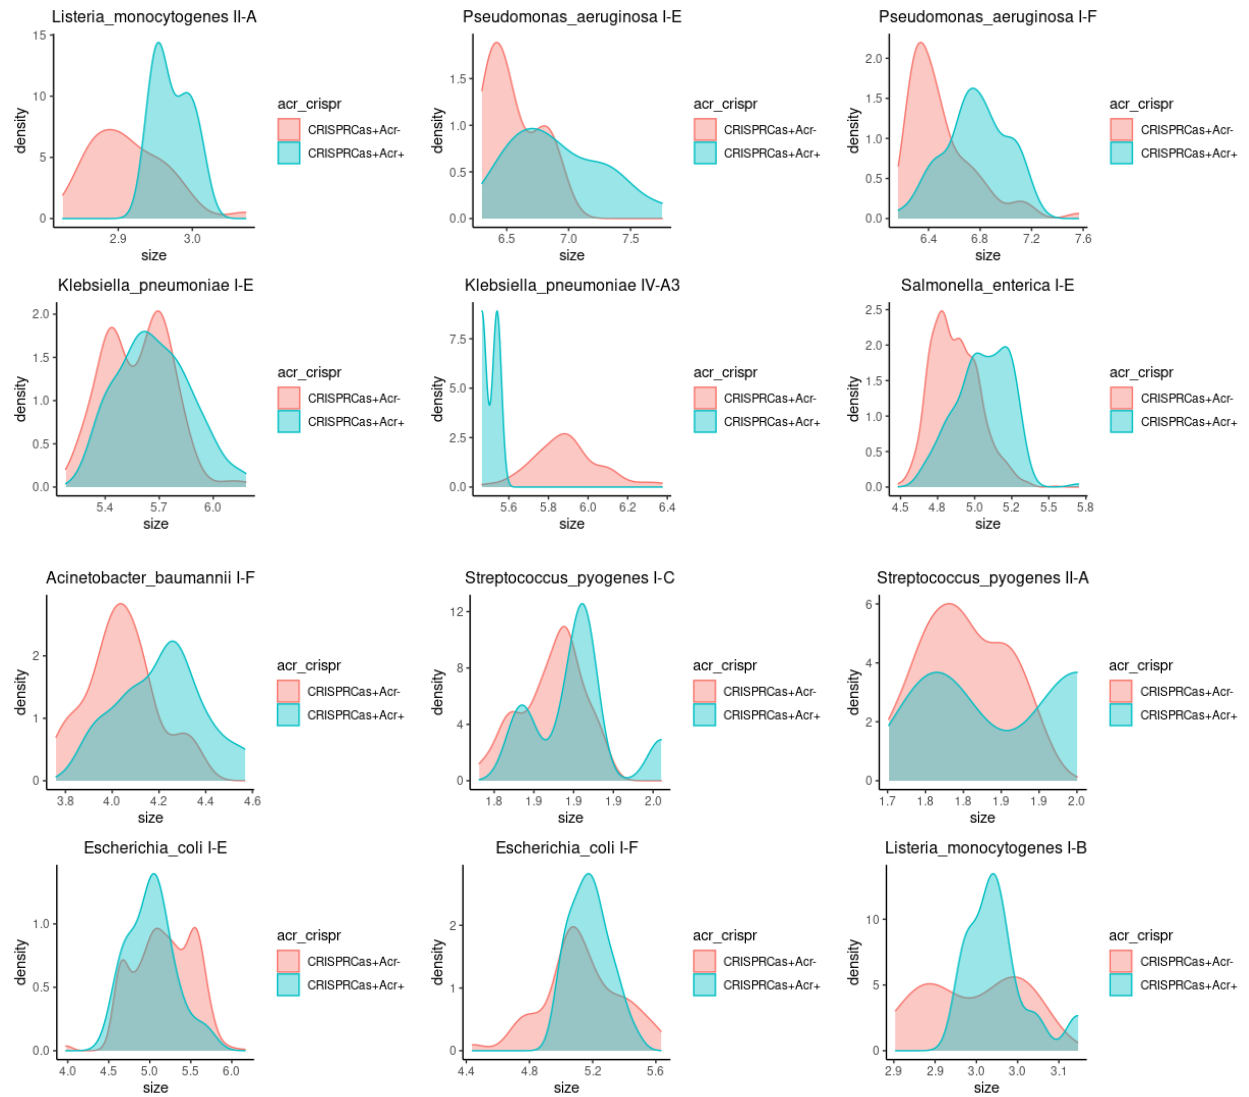 Listeria_monocytogenes II-A
15
10
5
0
density
2.9 3.0
size
acr_crispr
CRISPRCas+Acr-
CRISPRCas+Acr+
Pseudomonas_aeruginosa I-E
1.5
1.0
0.5
0.0
density
6.5 7.0 7.5
size
acr_crispr
CRISPRCas+Acr-
CRISPRCas+Acr+
Pseudomonas_aeruginosa I-F
2.0
1.5
1.0
0.5
0.0
density
6.4 6.8 7.2 7.6
size
acr_crispr
CRISPRCas+Acr-
CRISPRCas+Acr+
Klebsiella_pneumoniae I-E
2.0
1.5
1.0
0.5
0.0
density
5.4 5.7 6.0
size
acr_crispr
CRISPRCas+Acr-
CRISPRCas+Acr+
Klebsiella_pneumoniae IV-A3
7.5
5.0
2.5
0.0
density
5.6 5.8 6.0 6.2 6.4
size
acr_crispr
CRISPRCas+Acr-
CRISPRCas+Acr+
Salmonella_enterica I-E
2.5
2.0
1.5
1.0
0.5
0.0
density
4.5 4.8 5.0 5.2 5.5 5.8
size
acr_crispr
CRISPRCas+Acr-
CRISPRCas+Acr+
Acinetobacter_baumannii I-F
2
1
0
density
3.8 4.0 4.2 4.4 4.6
size
acr_crispr
CRISPRCas+Acr-
CRISPRCas+Acr+
Streptococcus_pyogenes I-C
12
8
4
0
density
1.8 1.9 1.9 1.9 2.0
size
acr_crispr
CRISPRCas+Acr-
CRISPRCas+Acr+
Streptococcus_pyogenes II-A
6
4
2
0
density
1.7 1.8 1.8 1.9 1.9 2.0
size
acr_crispr
CRISPRCas+Acr-
CRISPRCas+Acr+
Escherichia_coli I-E
1.0
0.5
0.0
density
4.0 4.5 5.0 5.5 6.0
size
acr_crispr
CRISPRCas+Acr-
CRISPRCas+Acr+
Escherichia_coli I-F
2
1
0
density
4.4 4.8 5.2 5.6
size
acr_crispr
CRISPRCas+Acr-
CRISPRCas+Acr+
Listeria_monocytogenes I-B
10
5
0
density
2.9 2.9 3.0 3.0 3.1
size
acr_crispr
CRISPRCas+Acr-
CRISPRCas+Acr+